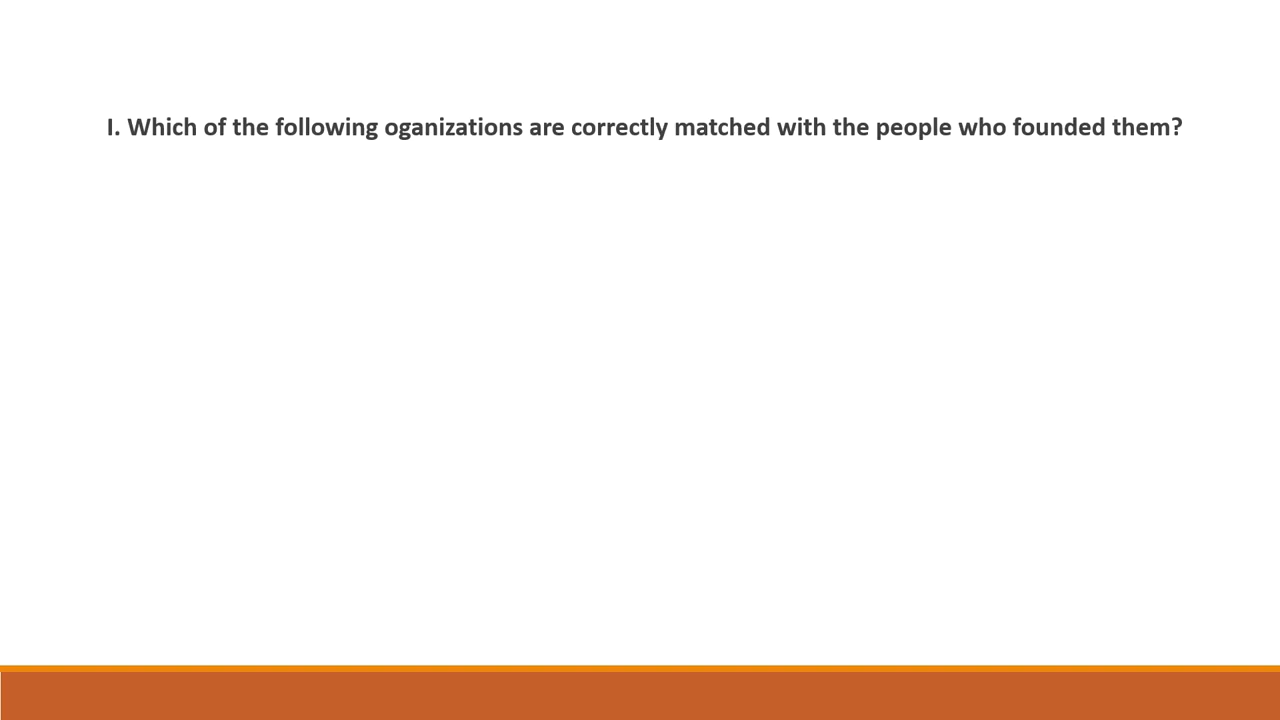 I. Which of the following oganizations are correctly matched with the people who founded them?